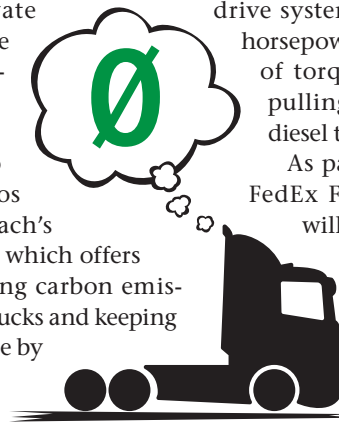 vate
e
-
o
os
ach's
which offers
ng carbon emis-
ucks and keeping
e by
Ø
drive system
horsepow
of torq
pulling
diesel t
As pa
FedEx F
will